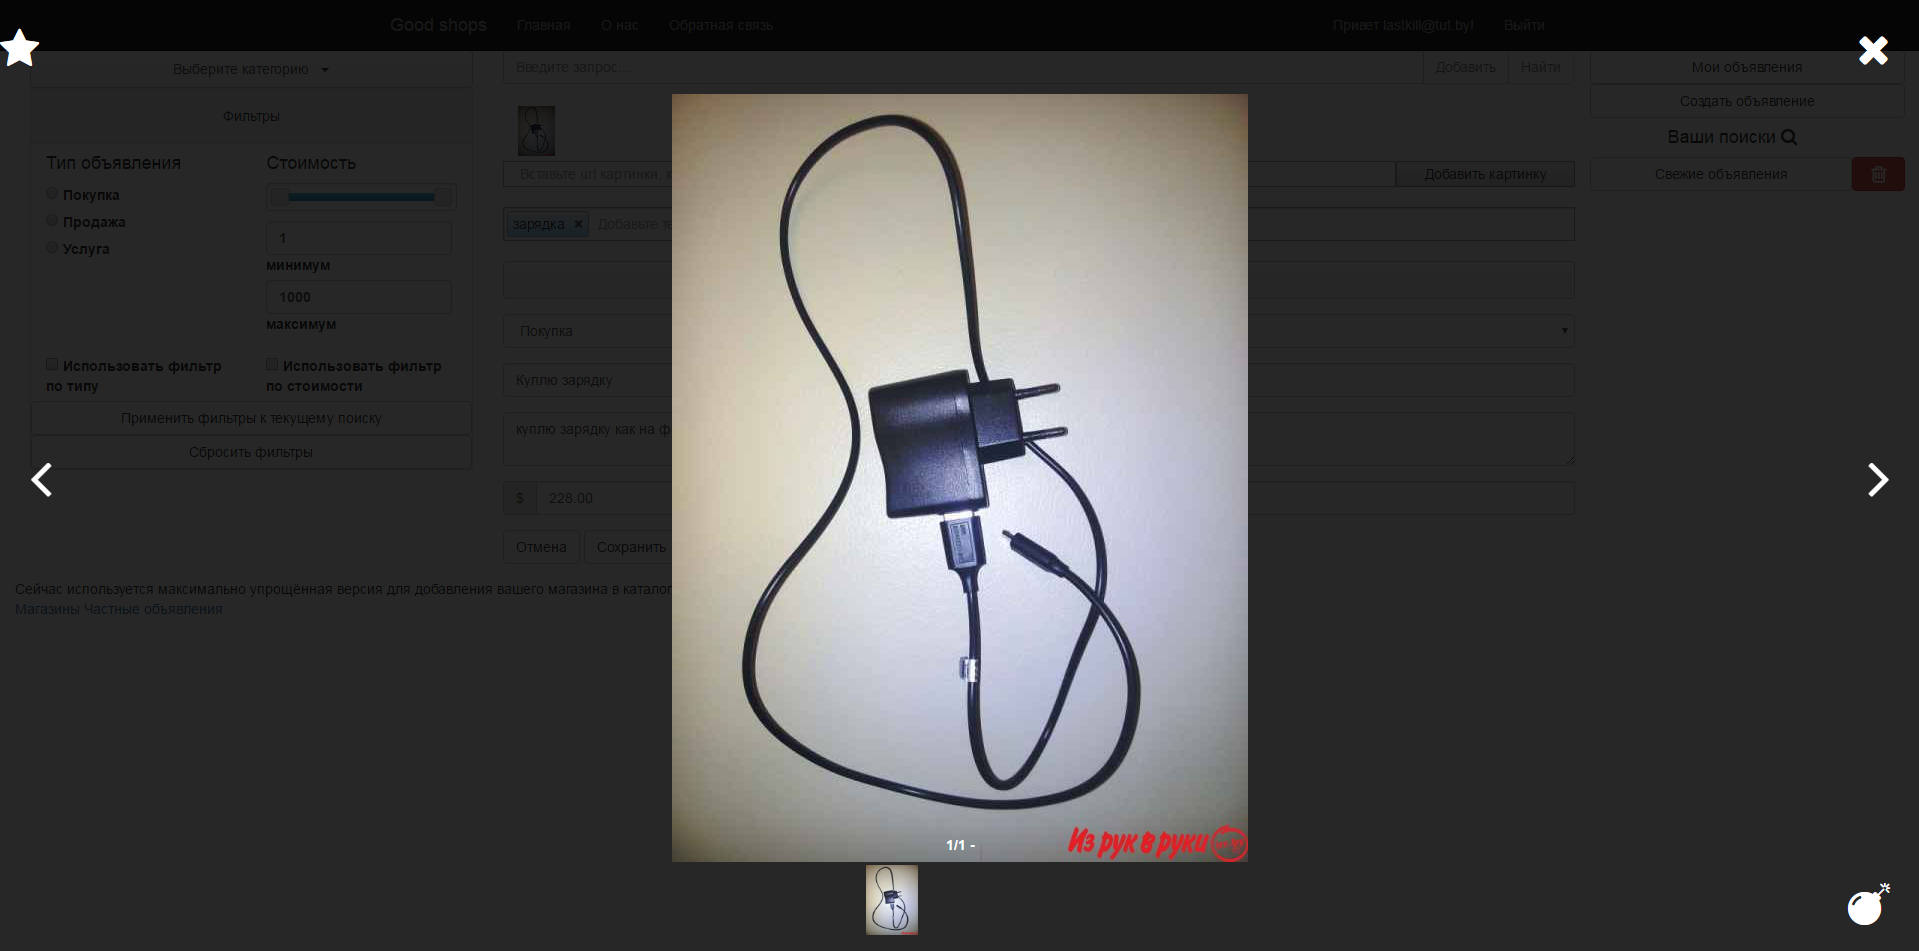 Good shops Главная О нас Обратная связь Привет lastkill@tut.by! Выйти
Выберите категорию
Введите запрос... Добавить Найти
Мои объявления
Создать объявление
Фильтры
Ваши поиски
Тип объявления Стоимость
Вставьте url картинки, Добавить картинку
Свежие объявления
Покупка
Продажа
Услуга
1
минимум
1000
максимум
зарядка × Добавьте
Покупка
Использовать фильтр по типу
Использовать фильтр по стоимости
Куплю зарядку
Применить фильтры к текущему поиску
куплю зарядку как на
Сбросить фильтры
$ 228.00
Отмена Сохранить
Сейчас используется максимально упрощённая версия для добавления вашего магазина в каталог
Магазины Частные объявления
1/1 -
Из рук в руки